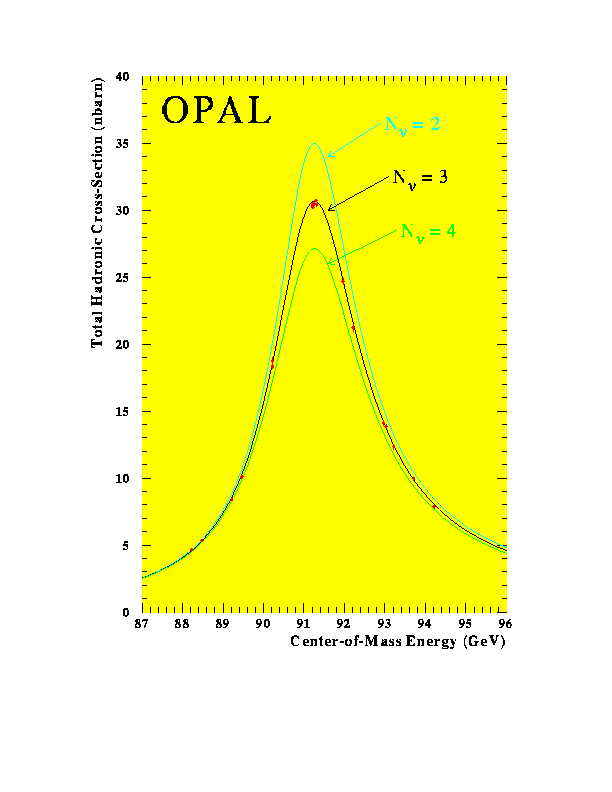 OPAL
N_ν = 2
N_ν = 3
N_ν = 4
Total Hadronic Cross-Section (nbarn)
40
35
30
25
20
15
10
5
0
87 88 89 90 91 92 93 94 95 96
Center-of-Mass Energy (GeV)